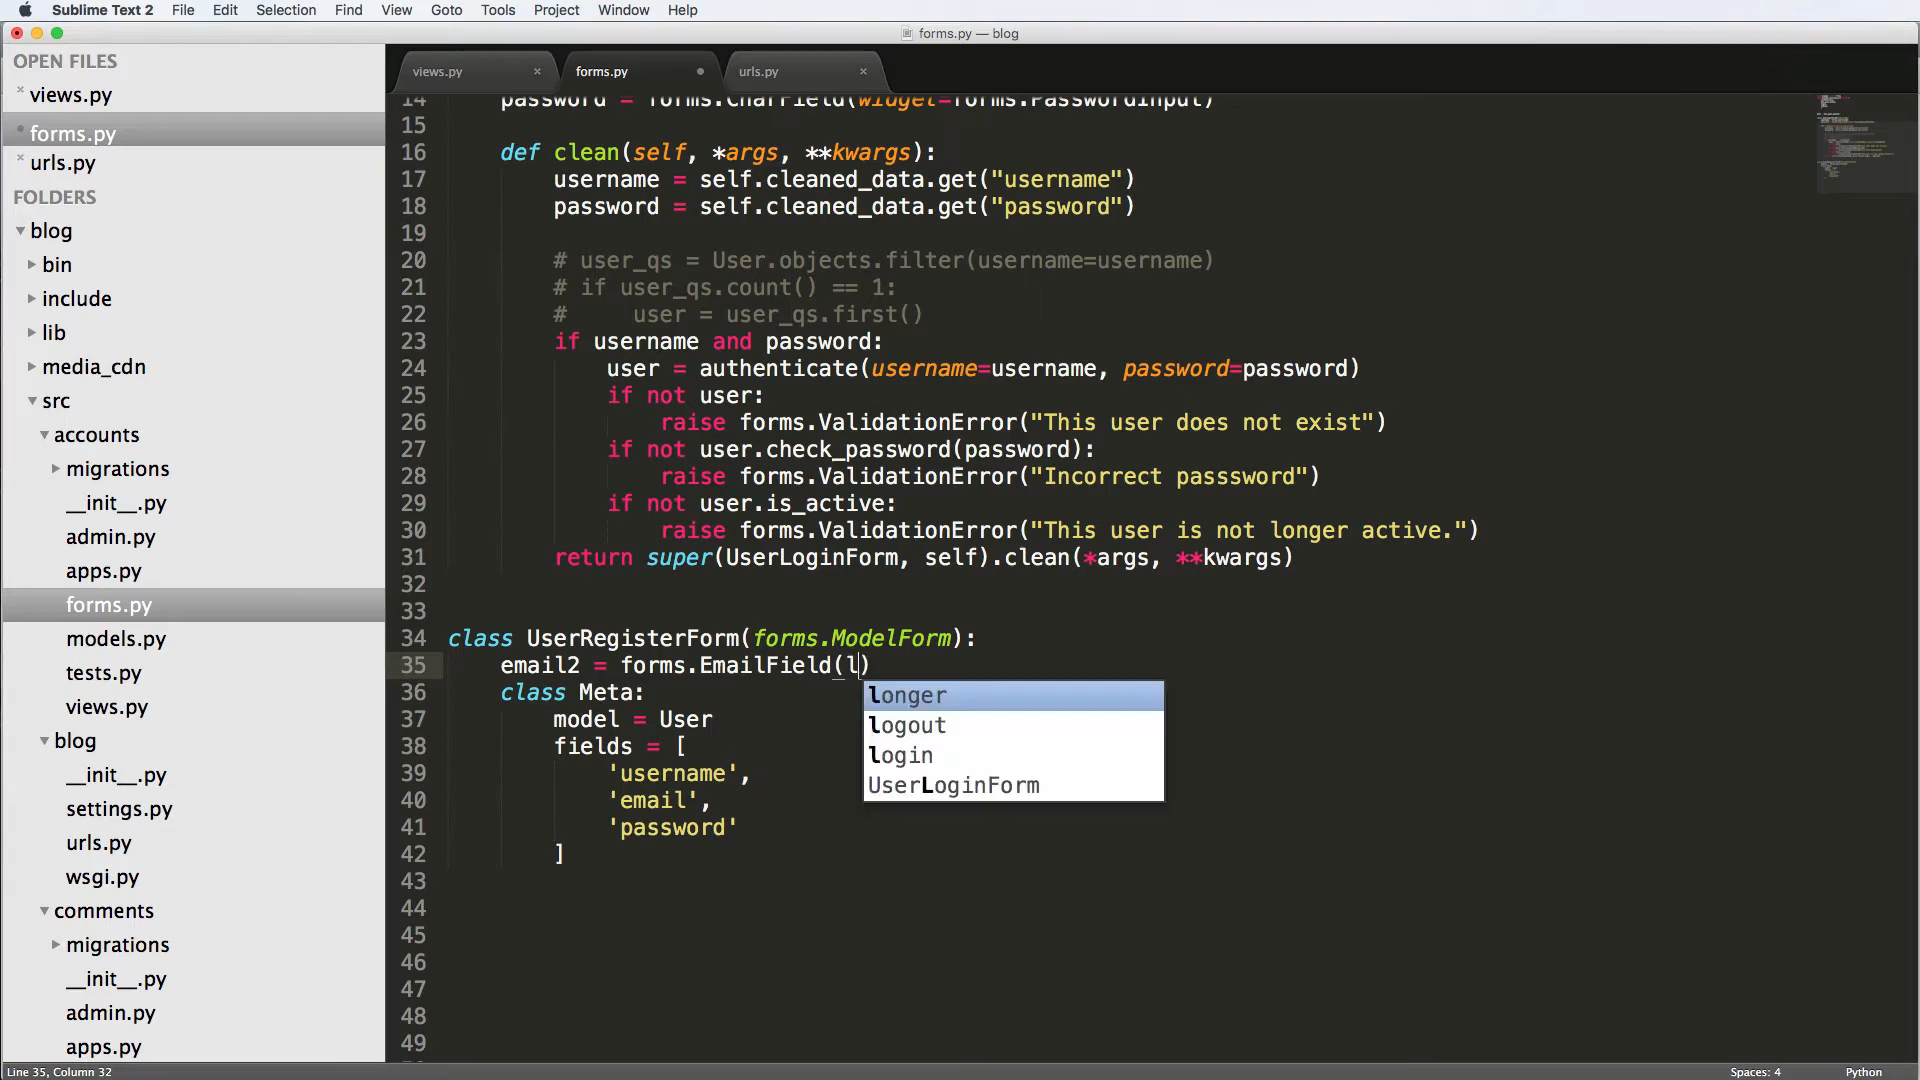 Sublime Text 2 File Edit Selection Find View Goto Tools Project Window Help
forms.py — blog
OPEN FILES
views.py
forms.py
urls.py
FOLDERS
blog
bin
include
lib
media_cdn
src
accounts
migrations
__init__.py
admin.py
apps.py
forms.py
models.py
tests.py
views.py
blog
__init__.py
settings.py
urls.py
wsgi.py
comments
migrations
__init__.py
admin.py
apps.py
views.py × forms.py urls.py ×
14 password = forms.CharField(widget=forms.PasswordInput)
15
16 def clean(self, *args, **kwargs):
17 username = self.cleaned_data.get("username")
18 password = self.cleaned_data.get("password")
19
20 # user_qs = User.objects.filter(username=username)
21 # if user_qs.count() == 1:
22 # user = user_qs.first()
23 if username and password:
24 user = authenticate(username=username, password=password)
25 if not user:
26 raise forms.ValidationError("This user does not exist")
27 if not user.check_password(password):
28 raise forms.ValidationError("Incorrect passsword")
29 if not user.is_active:
30 raise forms.ValidationError("This user is not longer active.")
31 return super(UserLoginForm, self).clean(*args, **kwargs)
32
33
34 class UserRegisterForm(forms.ModelForm):
35 email2 = forms.EmailField(l)
36 class Meta:
37 model = User
38 fields = [
39 'username',
40 'email',
41 'password'
42 ]
43
44
45
46
47
48
49
longer
logout
login
UserLoginForm
Line 35, Column 32 Spaces: 4 Python